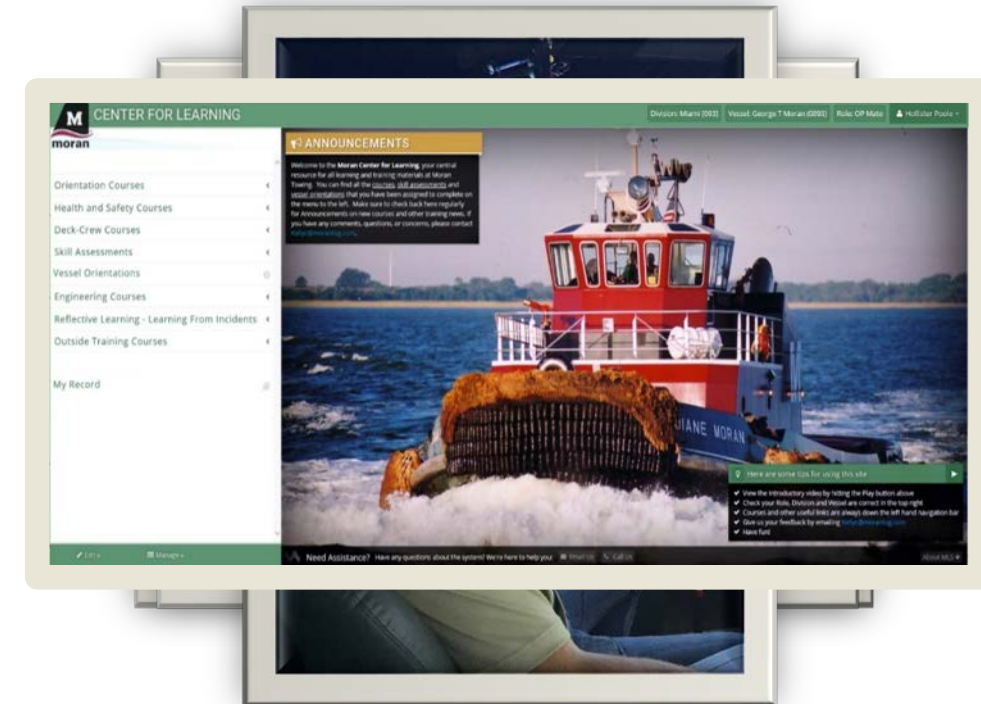 M
moran
CENTER FOR LEARNING
Division: Miami [093]
Vessel: George T Moran (0093)
Role: OP Mate
Hollister Poole
Orientation Courses
Health and Safety Courses
Deck-Crew Courses
Skill Assessments
Vessel Orientations
Engineering Courses
Reflective Learning - Learning From Incidents
Outside Training Courses
My Record
Edit
Manage
ANNOUNCEMENTS
Welcome to the Moran Center for Learning, your central
resource for all learning and training materials at Moran
Towing. You can find all the courses, skill assessments and
vessel orientations that you have been assigned to complete on
the menu to the left. Make sure to check back here regularly
for Announcements on new courses and other training news. If
you have any comments, questions, or concerns, please contact
DIANE MORAN
Here are some tips for using this site
View the introductory video by hitting the Play button above
Check your Role, Division and Vessel are correct in the top right
Courses and other useful links are always down the left hand navigation bar
Give us your feedback by emailing
Have fun!
Need Assistance? Have any questions about the system? We're here to help you:
Email Us
Call Us
About MLS